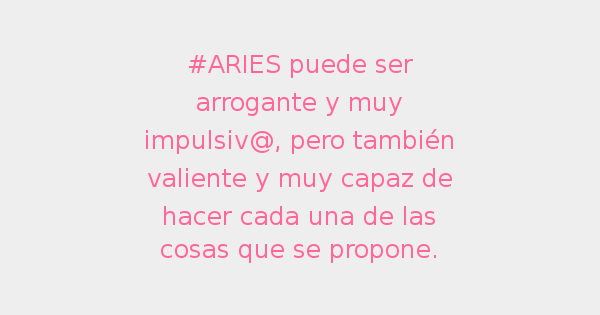 #ARIES puede ser
arrogante y muy
impulsiv@, pero también
valiente y muy capaz de
hacer cada una de las
cosas que se propone.